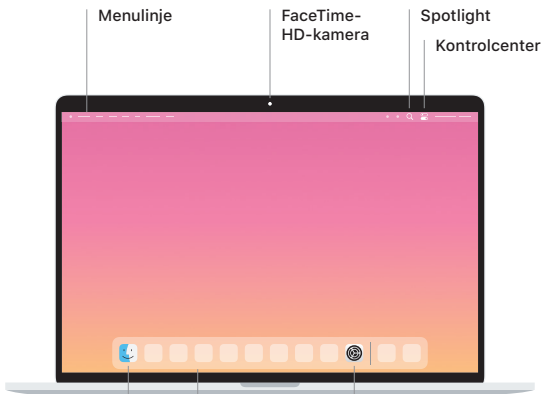 Menulinje
FaceTime-
HD-kamera
Spotlight
Kontrolcenter